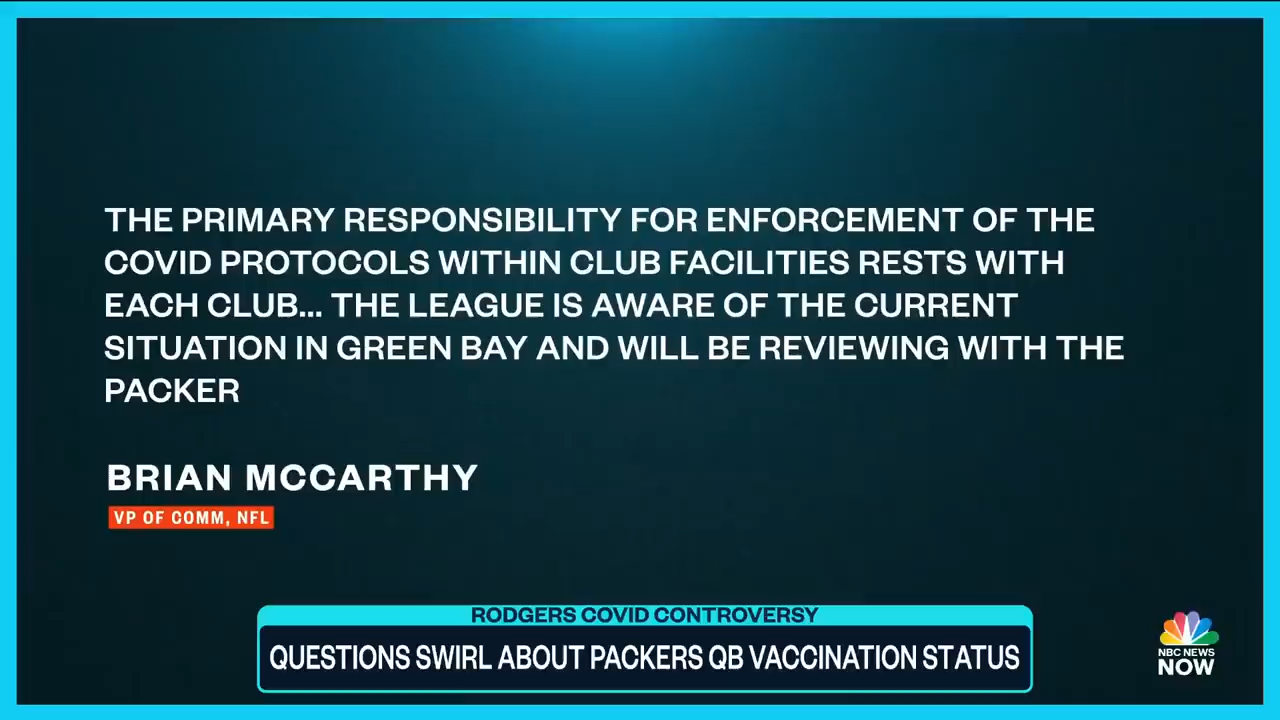 THE PRIMARY RESPONSIBILITY FOR ENFORCEMENT OF THE
COVID PROTOCOLS WITHIN CLUB FACILITIES RESTS WITH
EACH CLUB... THE LEAGUE IS AWARE OF THE CURRENT
SITUATION IN GREEN BAY AND WILL BE REVIEWING WITH THE
PACKER
BRIAN MCCARTHY
VP OF COMM, NFL
RODGERS COVID CONTROVERSY
QUESTIONS SWIRL ABOUT PACKERS QB VACCINATION STATUS
NBC NEWS
NOW